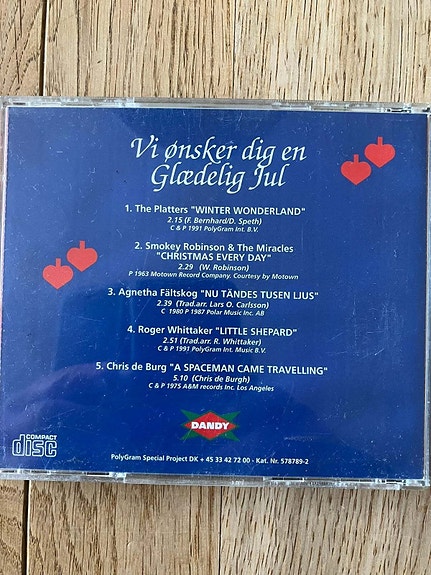 Vi ønsker dig en
Glædelig Jul
1. The Platters "WINTER WONDERLAND"
2.15 (F. Bernhard/D. Speth)
C & P 1991 PolyGram Int. B.V.
2. Smokey Robinson & The Miracles
"CHRISTMAS EVERY DAY"
2.29 (W. Robinson)
P 1963 Motown Record Company. Courtesy by Motown
3. Agnetha Fältskog "NU TÄNDES TUSEN LJUS"
2.39 (Trad.arr. Lars O. Carlsson)
C 1980 P 1987 Polar Music Inc. AB
4. Roger Whittaker "LITTLE SHEPARD"
2.51 (Trad.arr. R. Whittaker)
C & P 1991 PolyGram Int. Music B.V.
5. Chris de Burg "A SPACEMAN CAME TRAVELLING"
5.10 (Chris de Burgh)
C & P 1975 A&M records Inc. Los Angeles
DANDY
COMPACT
disc
PolyGram Special Project DK + 45 33 42 72 00 - Kat. Nr. 578789-2